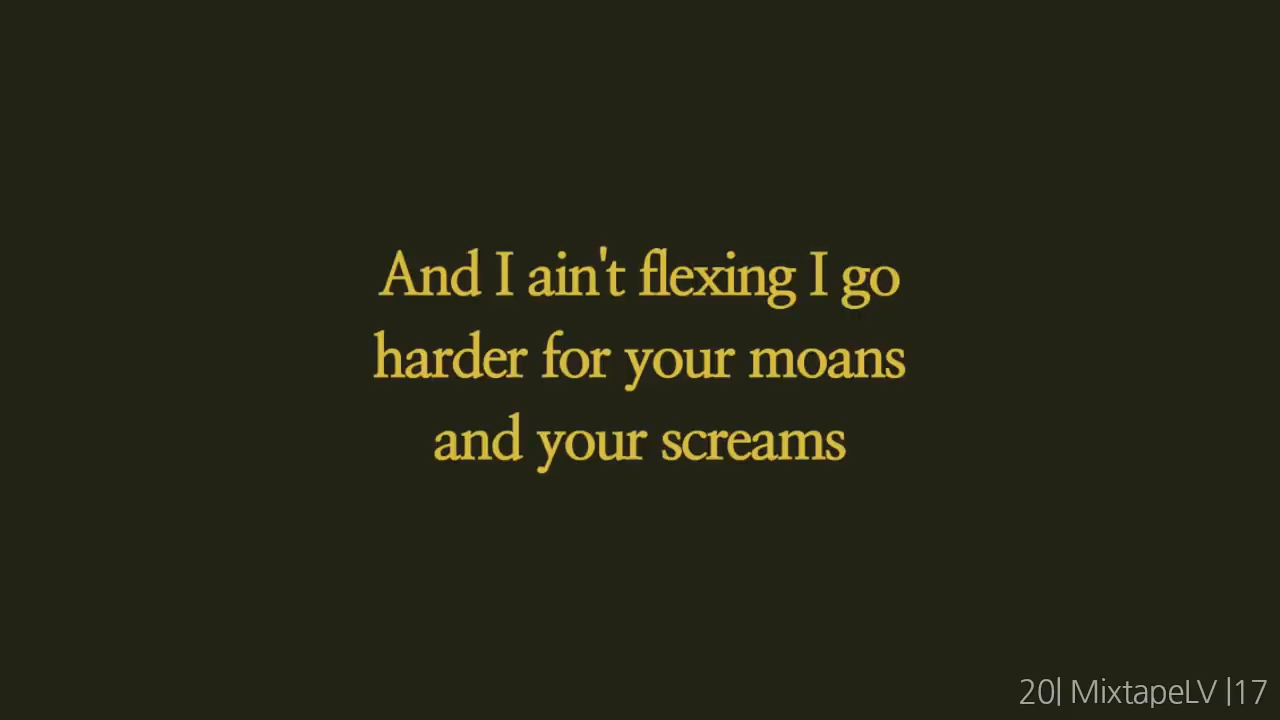 And I ain't flexing I go
harder for your moans
and your screams
20| MixtapeLV |17